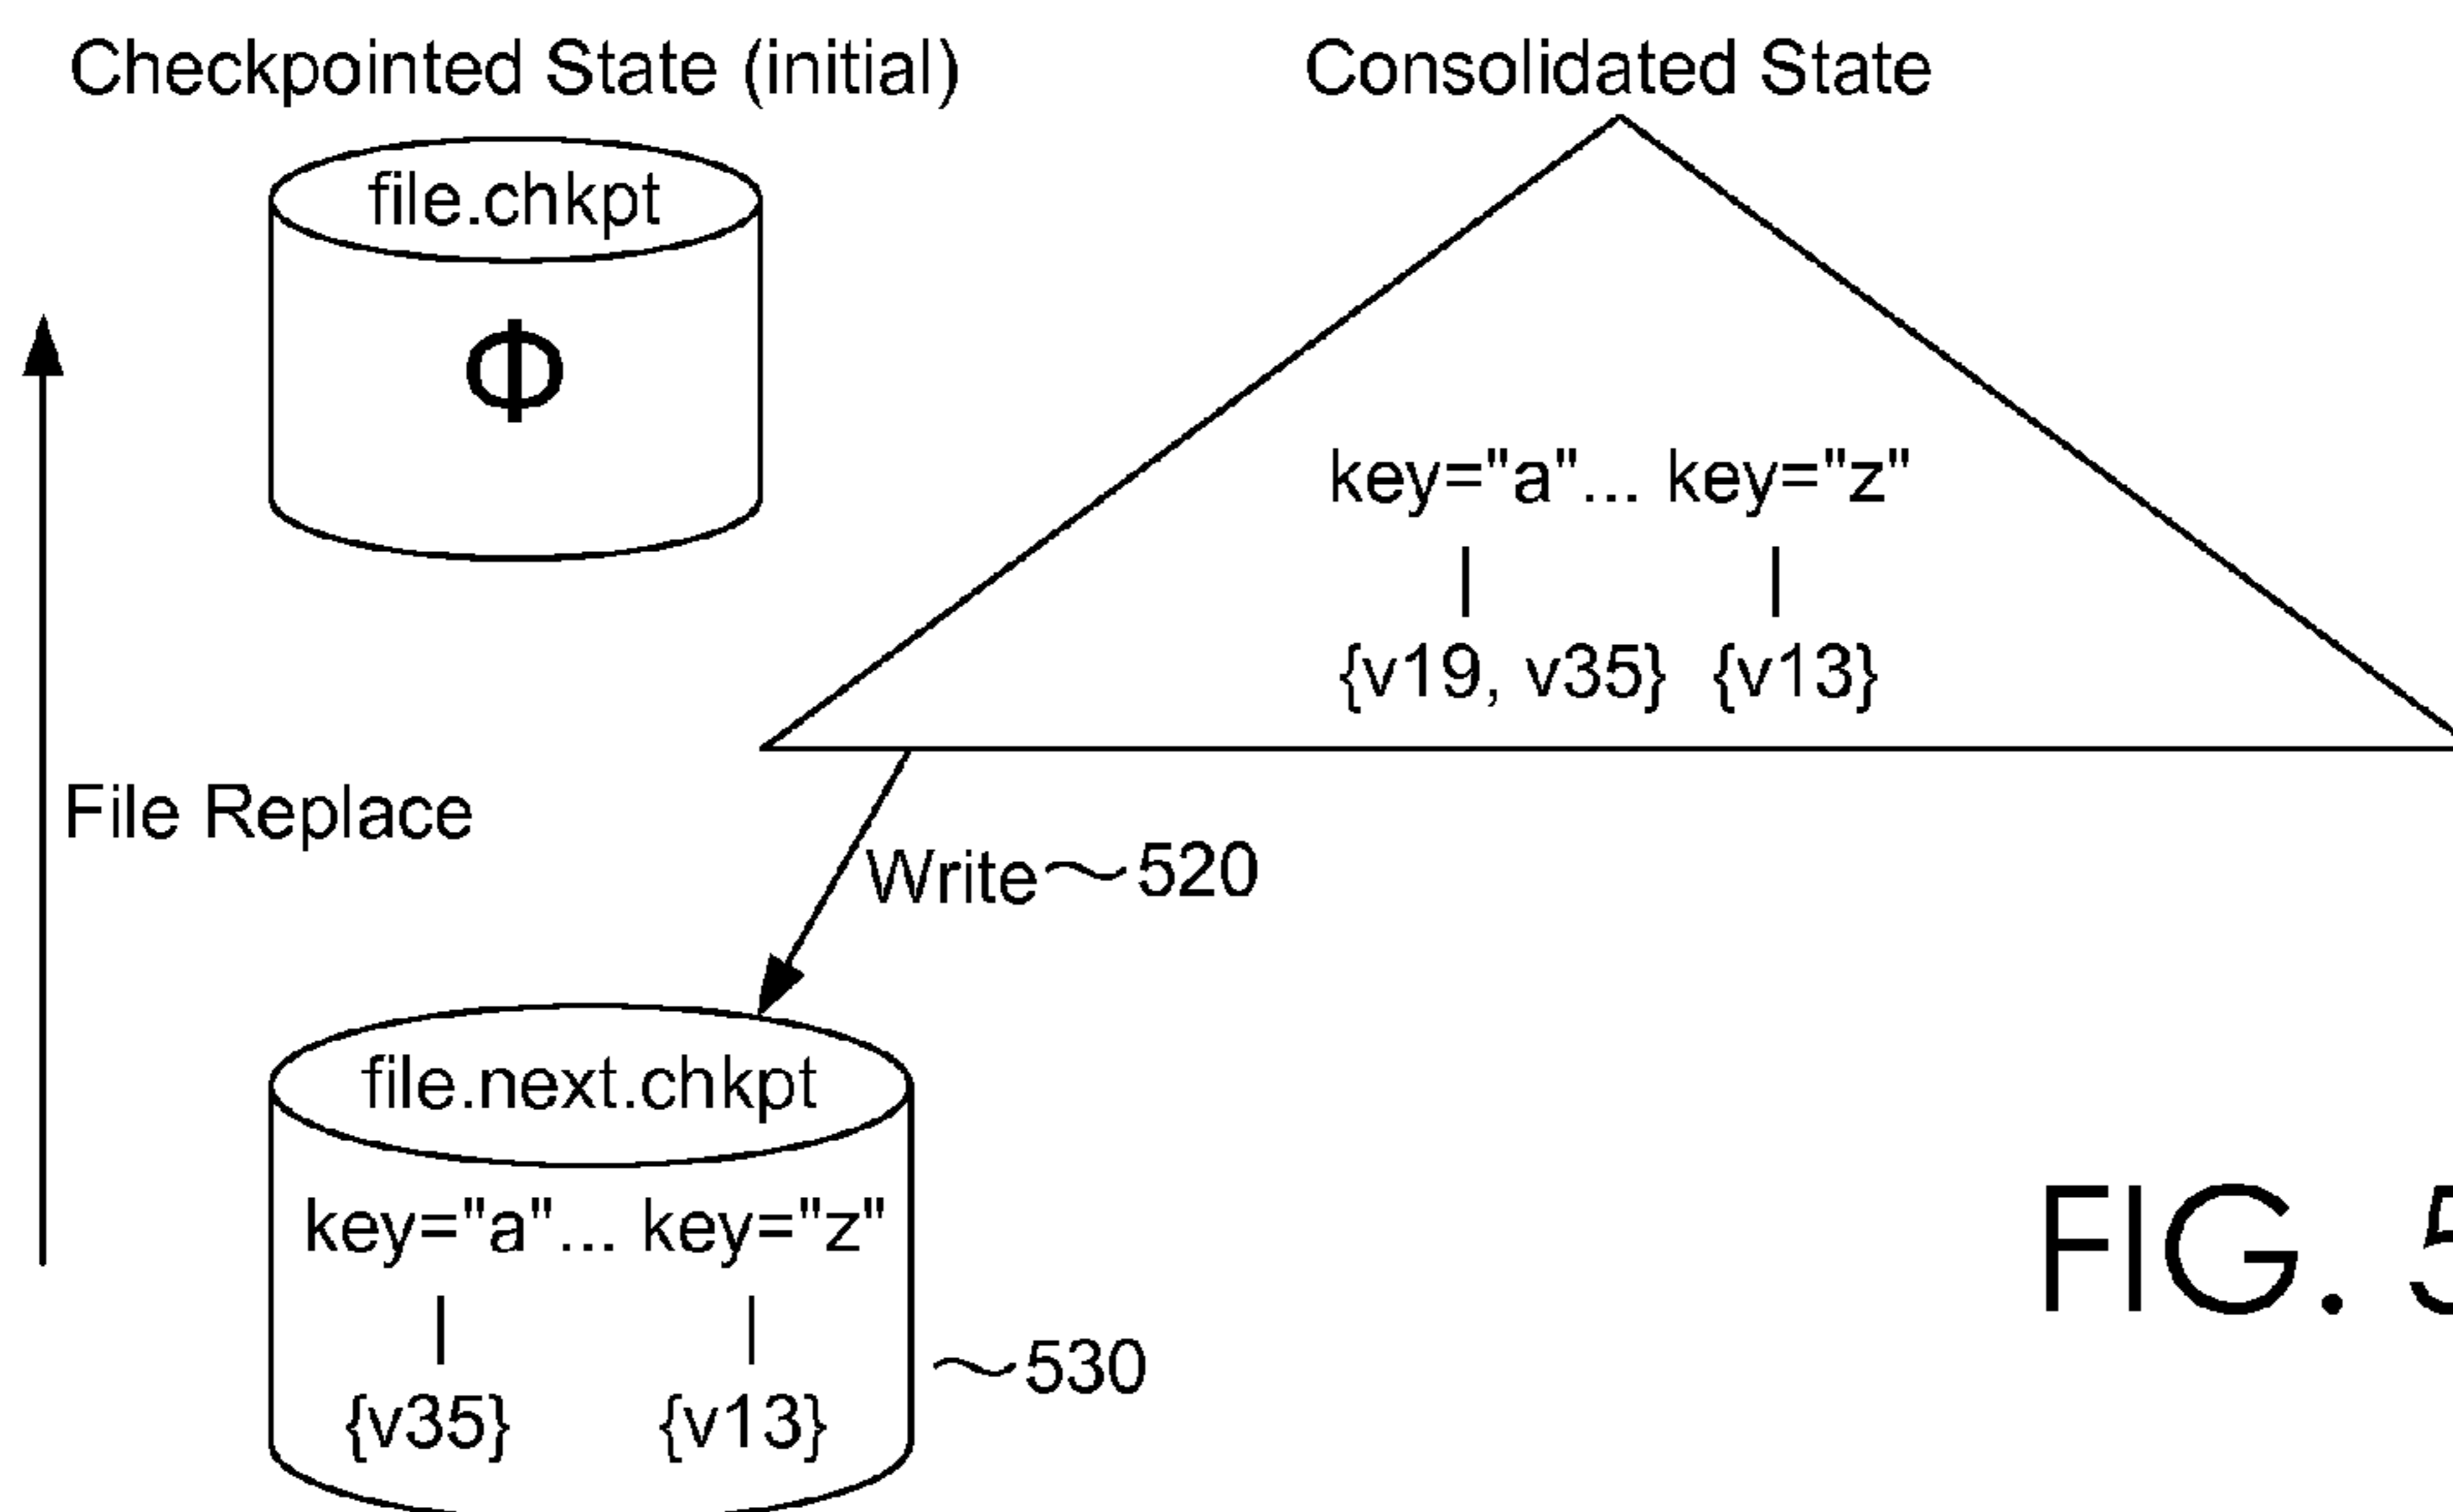 Checkpointed State (initial)
Consolidated State
file.chkpt
Φ
key="a"... key="z"
{v19, v35} {v13}
File Replace
Write 520
file.next.chkpt
key="a"... key="z"
530
{v35} {v13}
FIG. 5